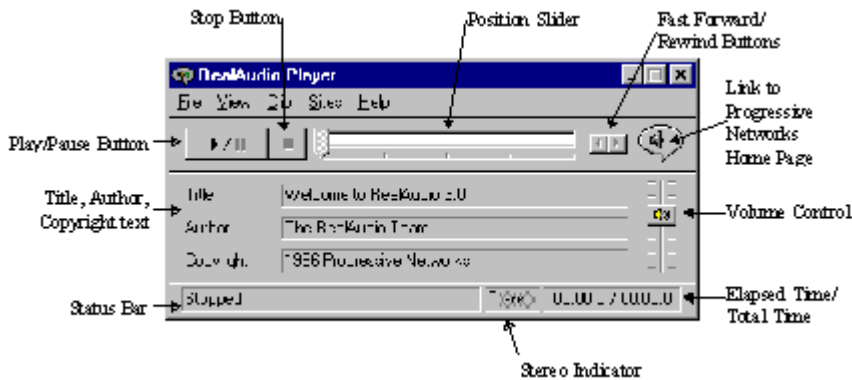 Stop Button
Position Slider
Fast Forward/
Rewind Buttons
RealAudio Player
File View Clip Sites Help
Link to
Progressive
Networks
Home Page
Play/Pause Button
Title, Author,
Copyright text
Title
Welcome to RealAudio 3.0
Author
The RealAudio Team
Copyright
1996 Progressive Networks
Volume Control
Status Bar
Stopped
Elapsed Time/
Total Time
Stereo Indicator